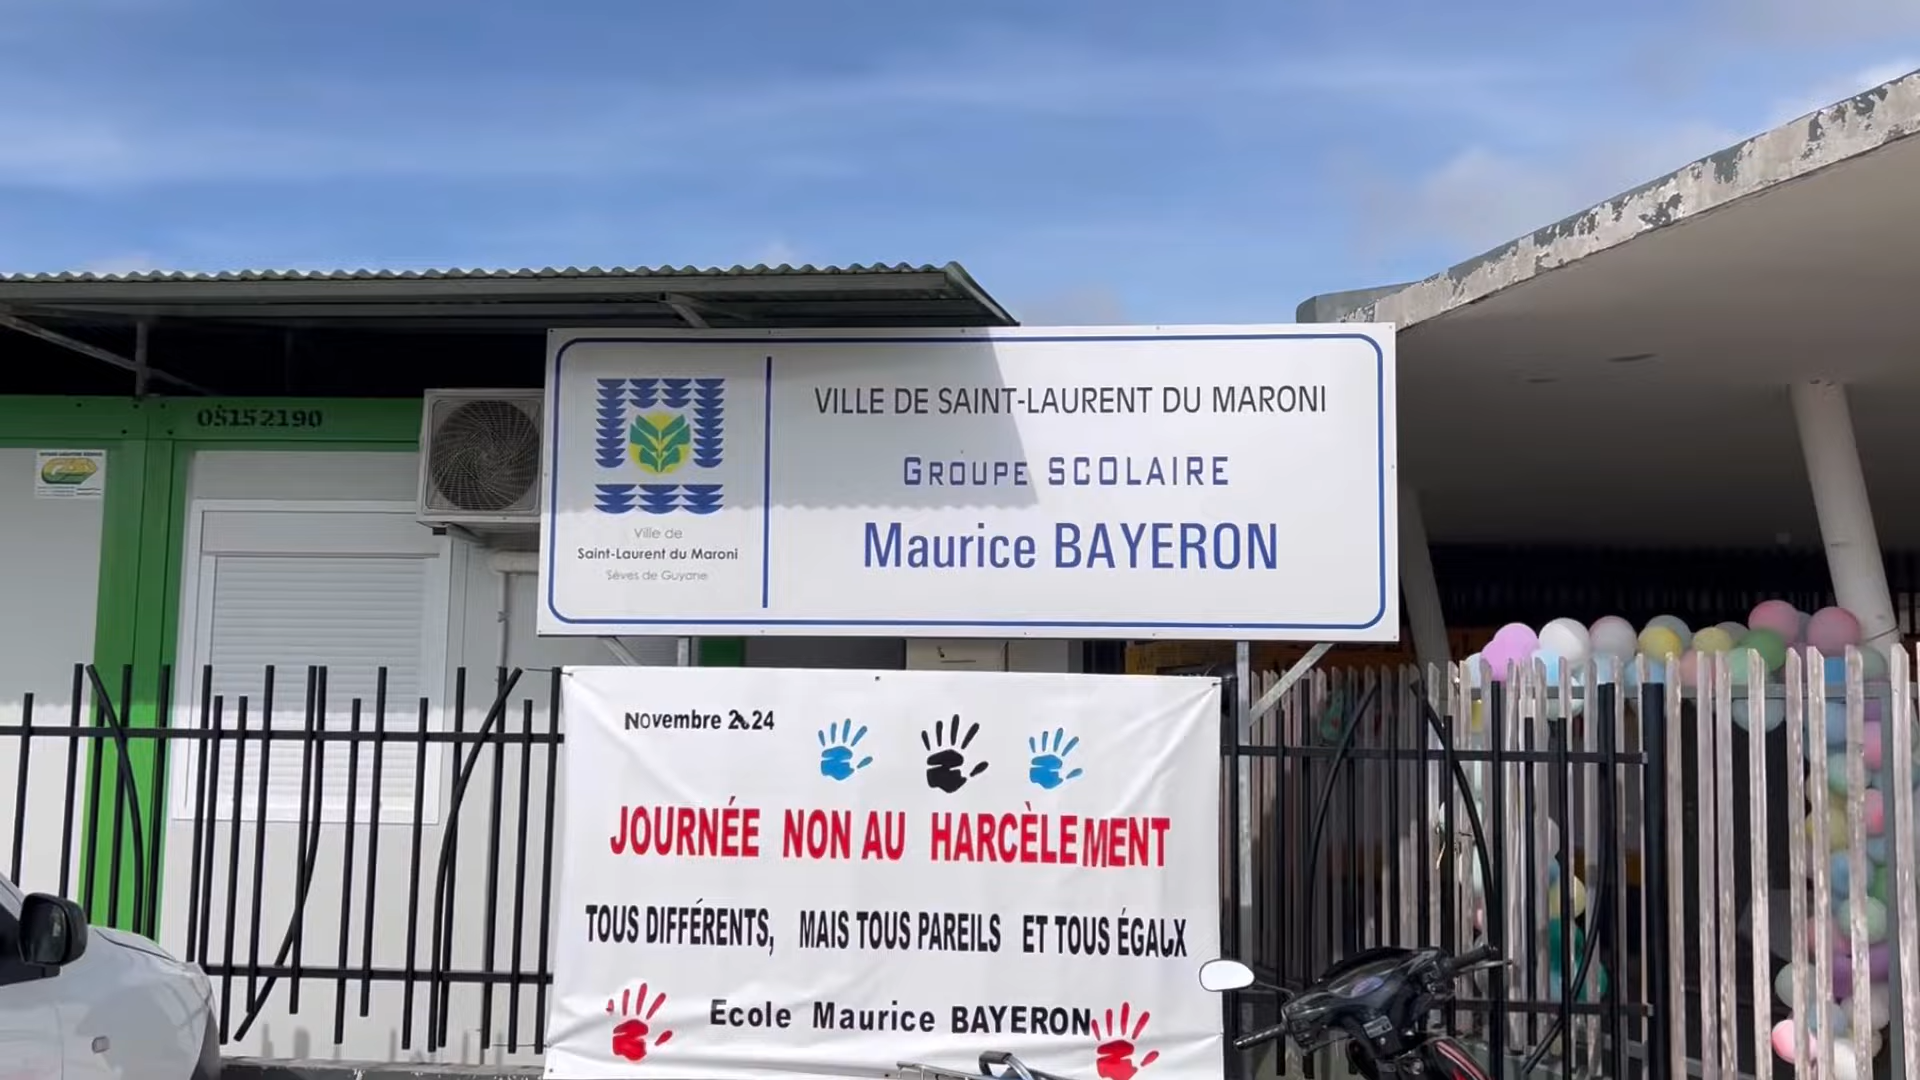 05152190
VILLE DE SAINT-LAURENT DU MARONI
GROUPE SCOLAIRE
Maurice BAYERON
Ville de
Saint-Laurent du Maroni
Sèves de Guyane
Novembre 2024
JOURNÉE NON AU HARCÈLEMENT
TOUS DIFFÉRENTS, MAIS TOUS PAREILS ET TOUS ÉGAUX
Ecole Maurice BAYERON